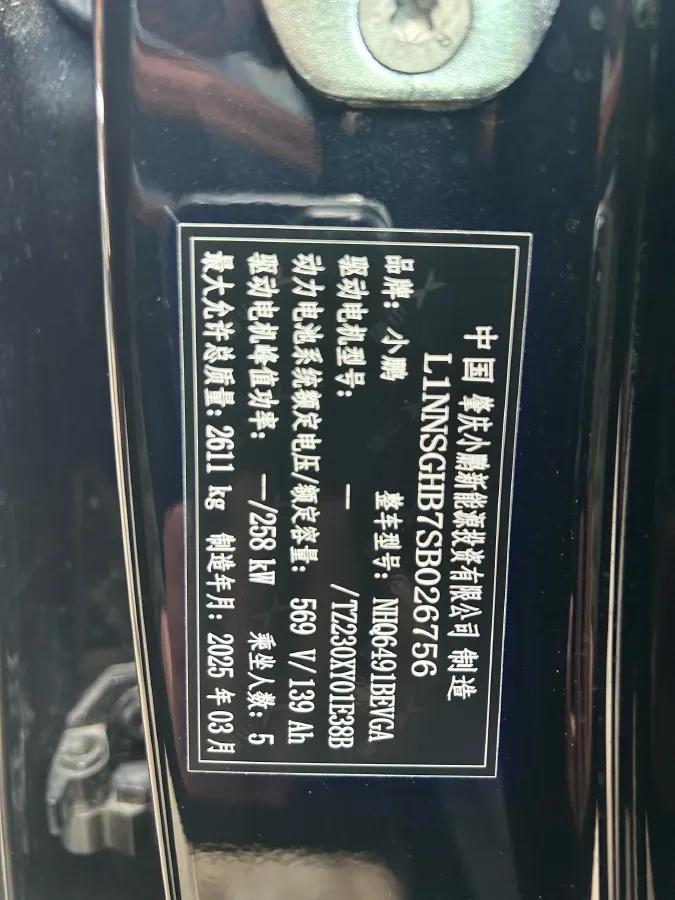 中国 肇庆小鹏新能源投资有限公司 制造
L1NNSGHB7SB026756
品牌: 小鹏 整车型号: NHQ6491BEVGA
驱动电机型号: — /TZ230XY01E38B
动力电池系统额定电压/额定容量: 569 V/139 Ah
驱动电机峰值功率: —/258 kW 乘坐人数: 5
最大允许总质量: 2611 kg 制造年月: 2025 年 03 月